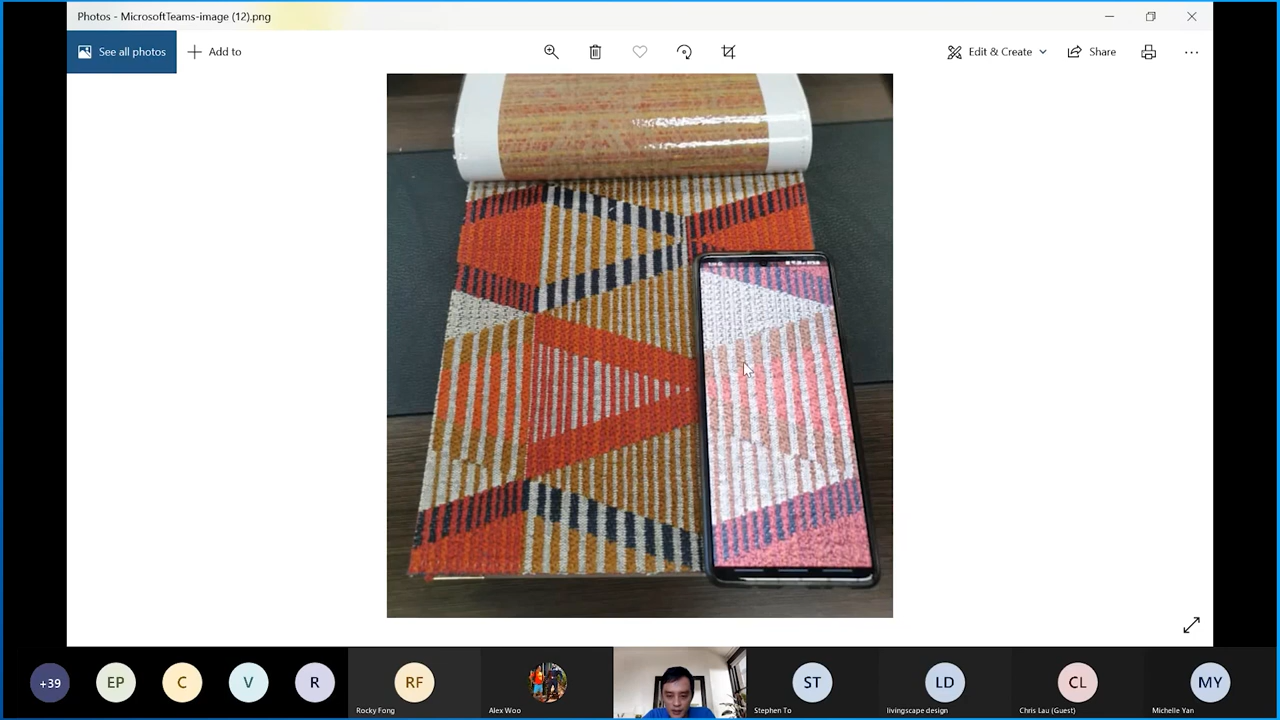 Photos - MicrosoftTeams-image (12).png
See all photos
Add to
Edit & Create
Share
+39
EP
C
V
R
RF
ST
LD
CL
MY
Rocky Fong
Alex Woo
Stephen To
livingscape design
Chris Lau (Guest)
Michelle Yan